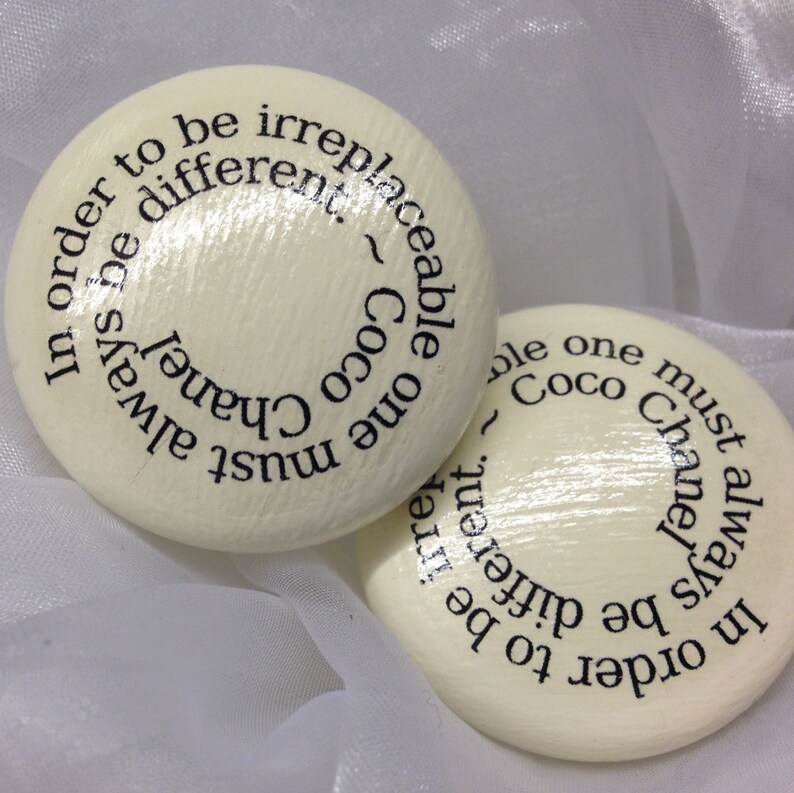 In order to be irreplaceable one must always be different. ~ Coco Chanel
In order to be irrep ble one must always be different. ~ Coco Chanel